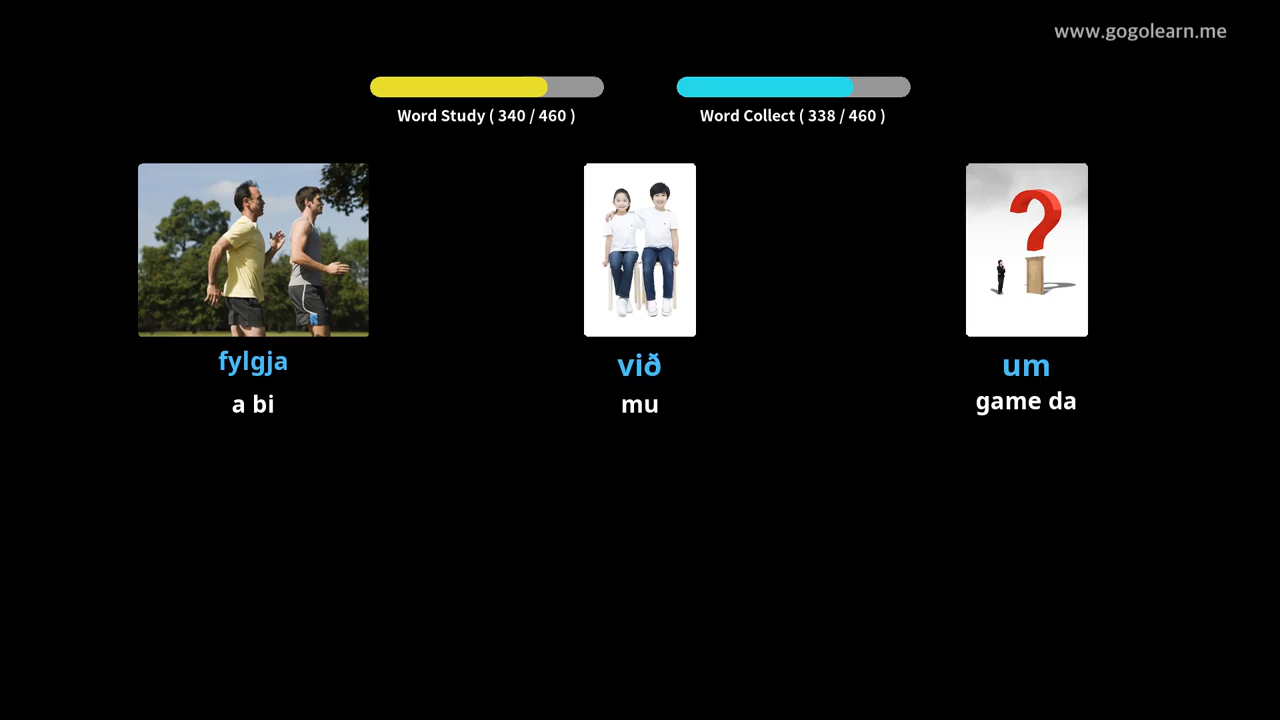 www.gogolearn.me
Word Study ( 340 / 460 )
Word Collect ( 338 / 460 )
fylgja
við
um
a bi
mu
game da